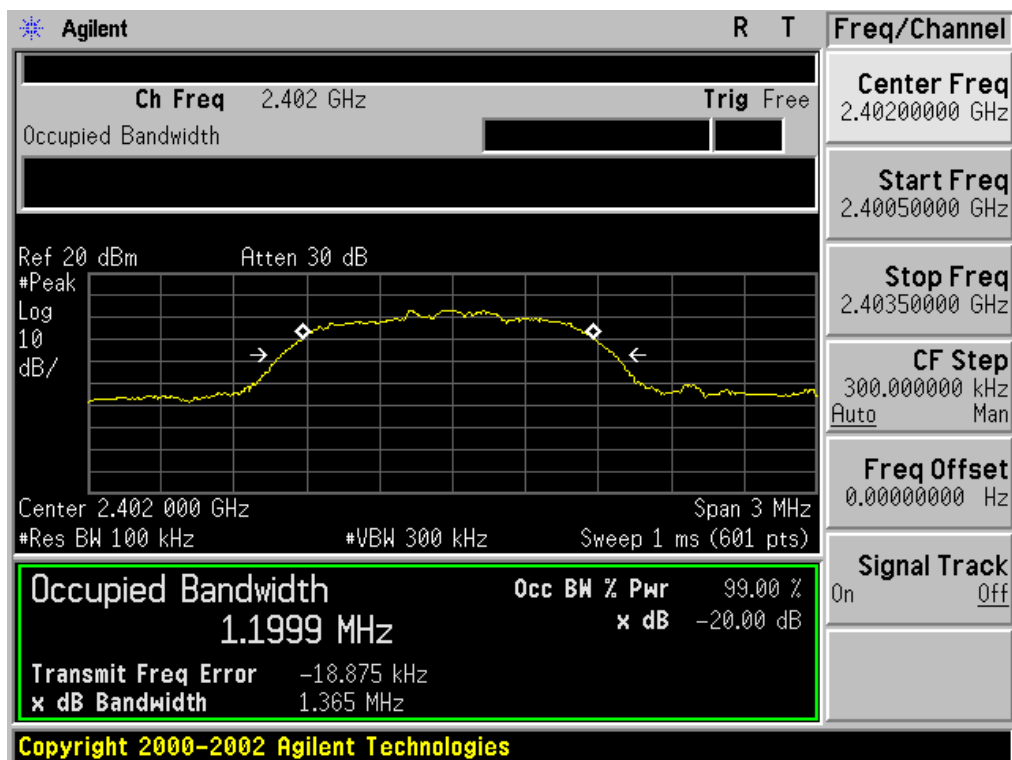 Agilent R T
Freq/Channel
Ch Freq 2.402 GHz Trig Free
Occupied Bandwidth
Center Freq
2.40200000 GHz
Start Freq
2.40050000 GHz
Stop Freq
2.40350000 GHz
CF Step
300.000000 kHz
Auto Man
Freq Offset
0.00000000 Hz
Signal Track
On Off
Ref 20 dBm Atten 30 dB
#Peak
Log
10
dB/
Center 2.402 000 GHz Span 3 MHz
#Res BW 100 kHz #VBW 300 kHz Sweep 1 ms (601 pts)
Occupied Bandwidth
1.1999 MHz
Occ BW % Pwr 99.00 %
x dB -20.00 dB
Transmit Freq Error -18.875 kHz
x dB Bandwidth 1.365 MHz
Copyright 2000-2002 Agilent Technologies